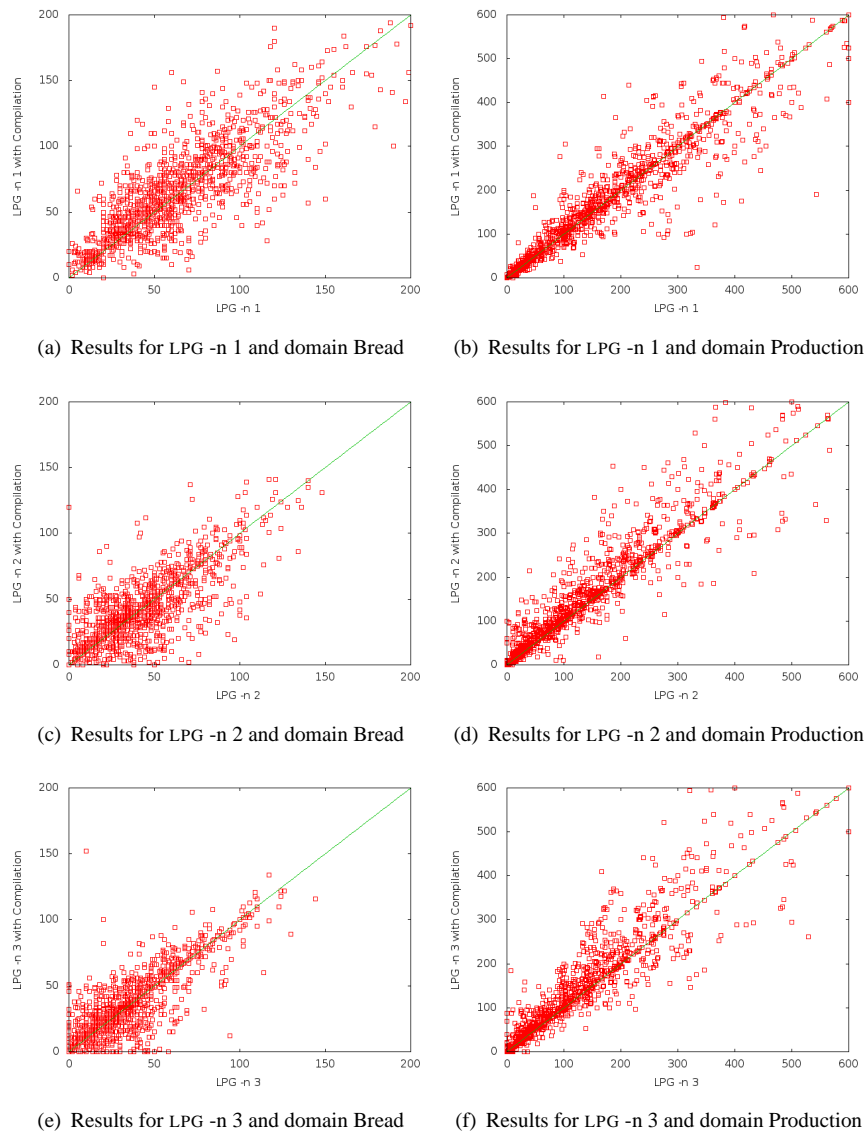 200
150
100
50
0
0 50 100 150 200
LPG -n 1 with Compilation
LPG -n 1
(a) Results for LPG -n 1 and domain Bread
600
500
400
300
200
100
0
0 100 200 300 400 500 600
LPG -n 1 with Compilation
LPG -n 1
(b) Results for LPG -n 1 and domain Production
200
150
100
50
0
0 50 100 150 200
LPG -n 2 with Compilation
LPG -n 2
(c) Results for LPG -n 2 and domain Bread
600
500
400
300
200
100
0
0 100 200 300 400 500 600
LPG -n 2 with Compilation
LPG -n 2
(d) Results for LPG -n 2 and domain Production
200
150
100
50
0
0 50 100 150 200
LPG -n 3 with Compilation
LPG -n 3
(e) Results for LPG -n 3 and domain Bread
600
500
400
300
200
100
0
0 100 200 300 400 500 600
LPG -n 3 with Compilation
LPG -n 3
(f) Results for LPG -n 3 and domain Production